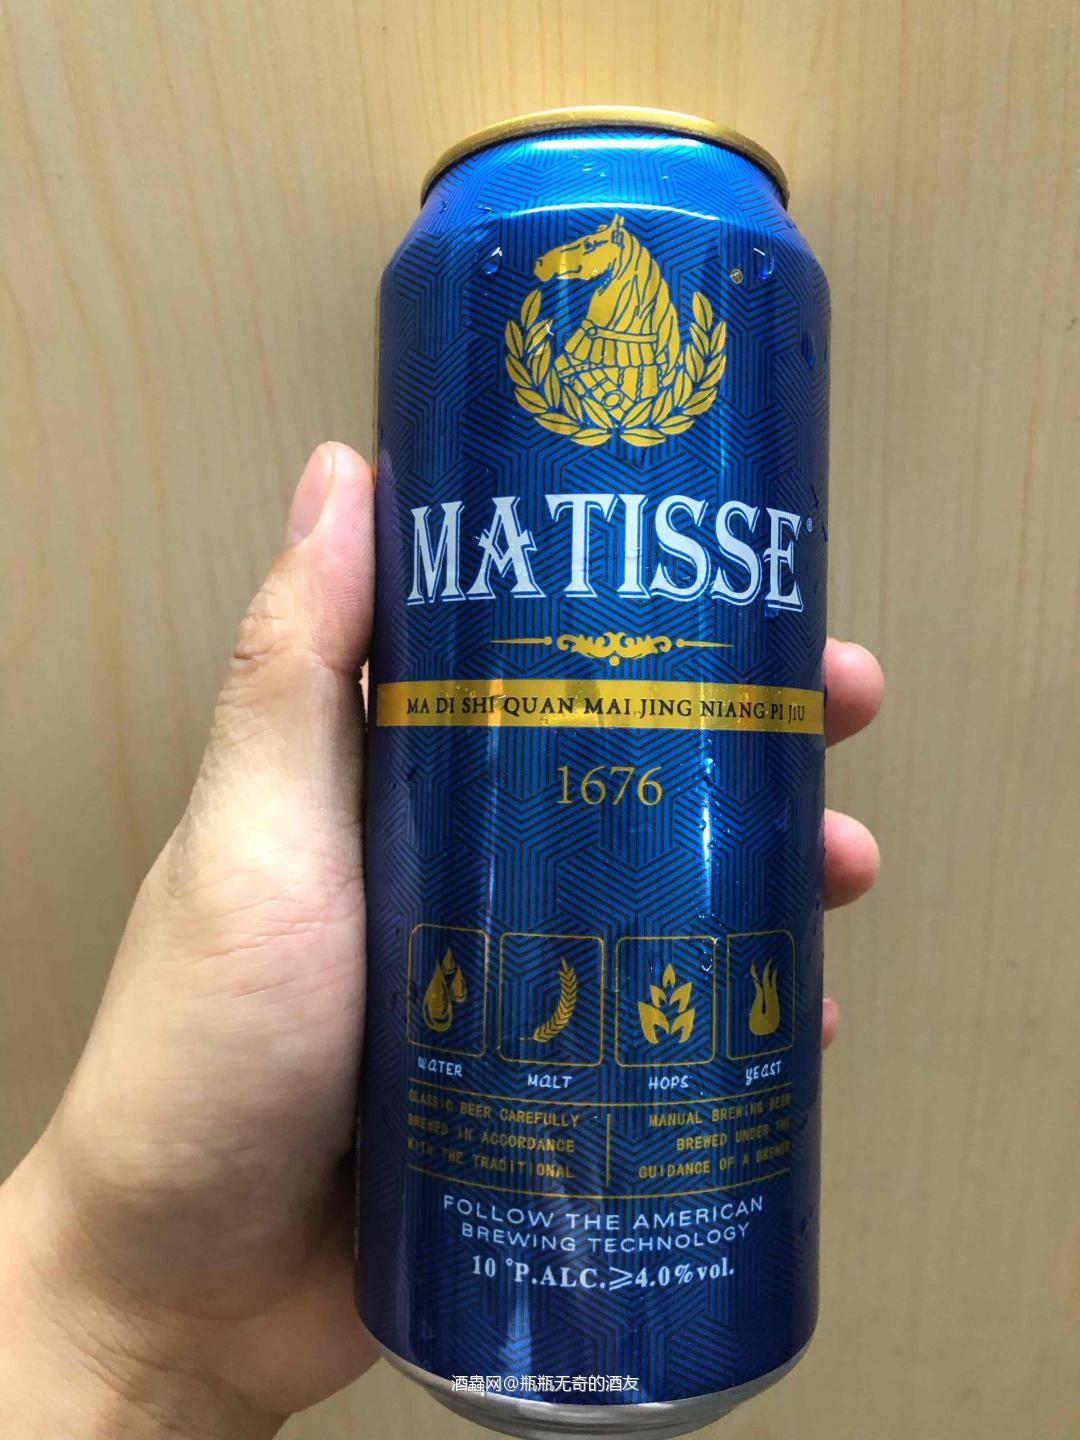 ®
MATISSE®
MA DI SHI QUAN MAI JING NIANG PI JIU
1676
WATER MALT HOPS YEAST
CLASSIC BEER CAREFULLY
BREWED IN ACCORDANCE
WITH THE TRADITIONAL
MANUAL BREWING BEER
BREWED UNDER THE
GUIDANCE OF A BREWER
FOLLOW THE AMERICAN
BREWING TECHNOLOGY
10 °P.ALC.⩾4.0%vol.
酒蟲网@瓶瓶无奇的酒友